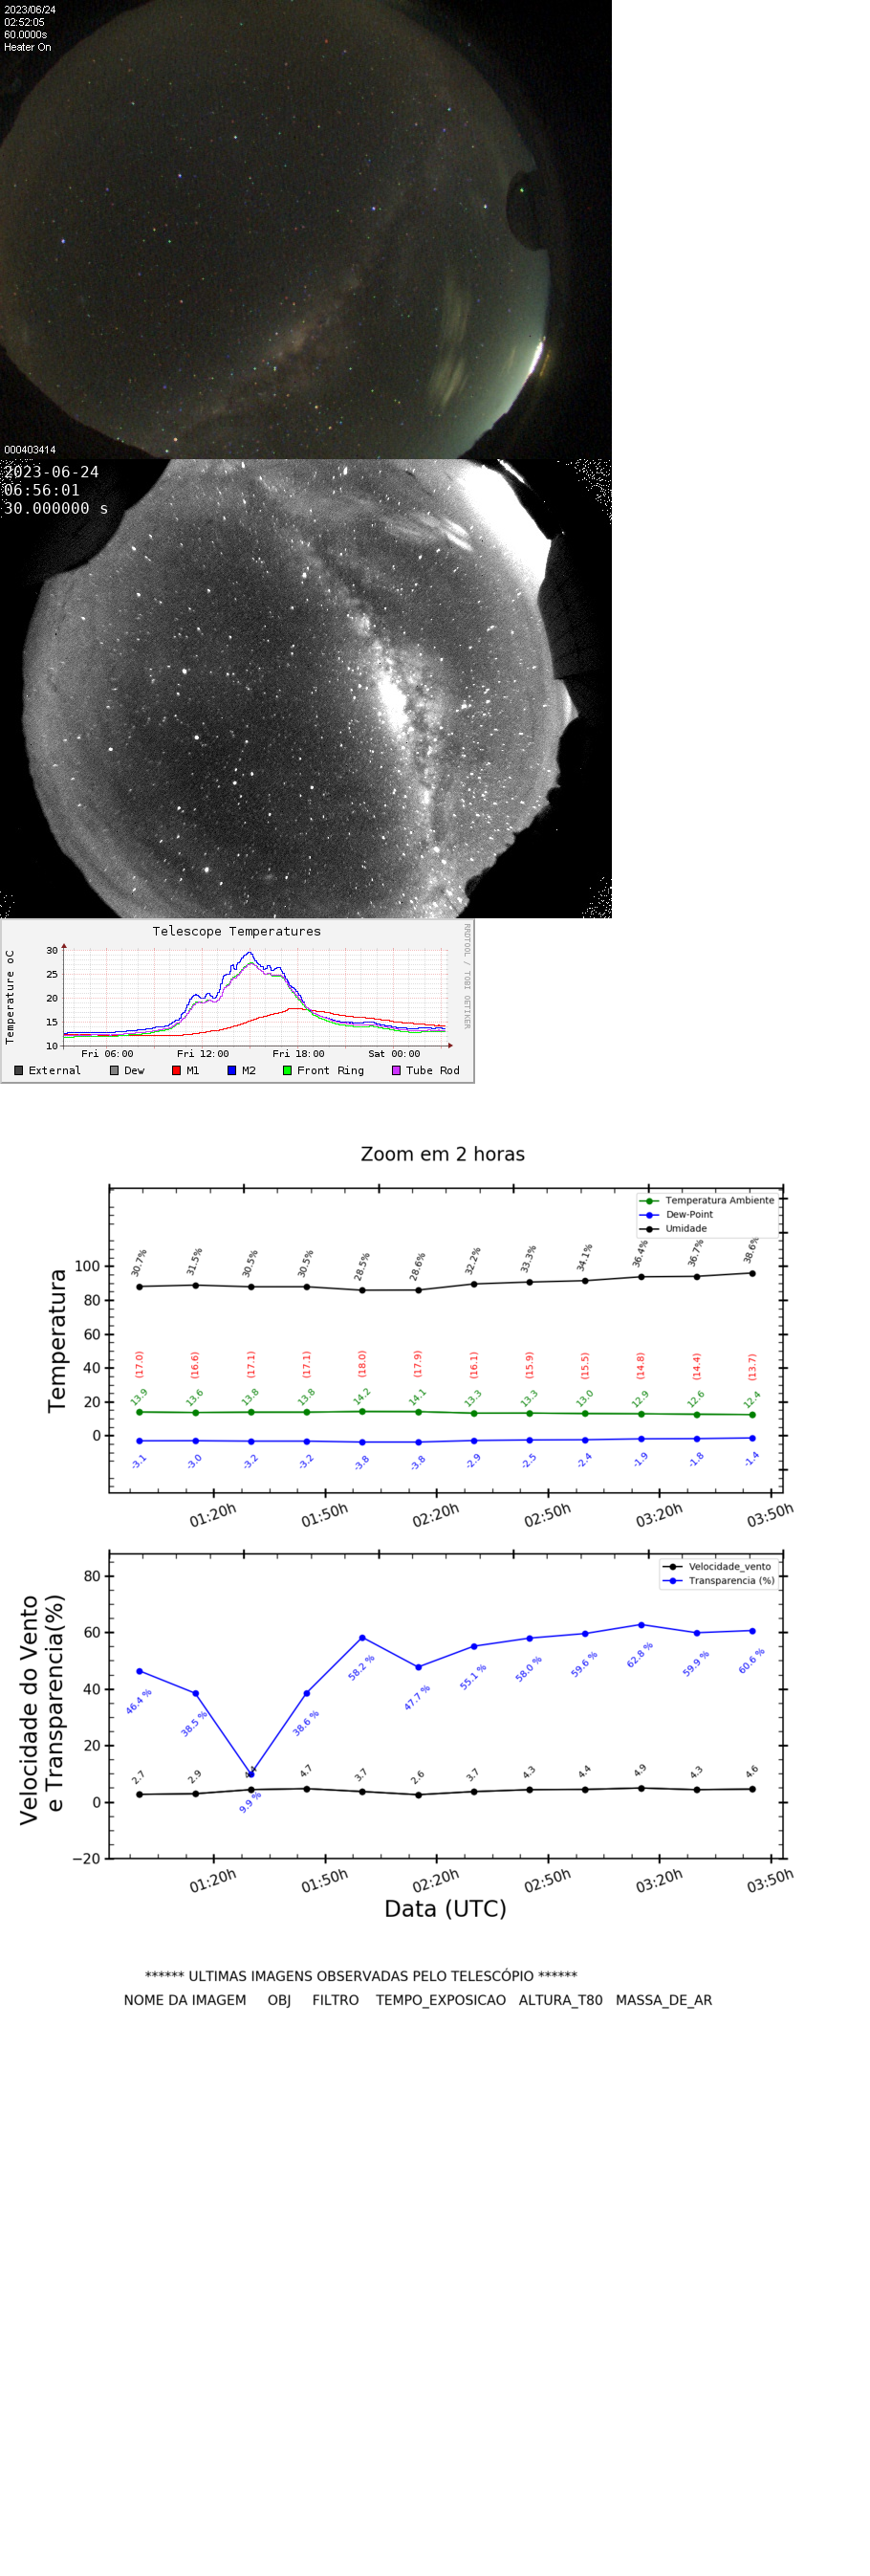 2023/06/24
02:52:05
60.0000s
Heater On
000403414
2023-06-24
06:56:01
30.000000 s
Telescope Temperatures
RRDTOOL / TOBI OETIKER
Temperature oC
30
25
20
15
10
Fri 06:00 Fri 12:00 Fri 18:00 Sat 00:00
External Dew M1 M2 Front Ring Tube Rod
Zoom em 2 horas
Temperatura Ambiente
Dew-Point
Umidade
Temperatura
100
80
60
40
20
0
30.7% 31.5% 30.5% 30.5% 28.5% 28.6% 32.2% 33.3% 34.1% 36.4% 36.7% 38.6%
(17.0) (16.6) (17.1) (17.1) (18.0) (17.9) (16.1) (15.9) (15.5) (14.8) (14.4) (13.7)
13.9 13.6 13.8 13.8 14.2 14.1 13.3 13.3 13.0 12.9 12.6 12.4
-3.1 -3.0 -3.2 -3.2 -3.8 -3.8 -2.9 -2.5 -2.4 -1.9 -1.8 -1.4
01:20h 01:50h 02:20h 02:50h 03:20h 03:50h
Velocidade_vento
Transparencia (%)
Velocidade do Vento
e Transparencia(%)
80
60
40
20
0
−20
46.4 % 38.5 % 9.9 % 38.6 % 58.2 % 47.7 % 55.1 % 58.0 % 59.6 % 62.8 % 59.9 % 60.6 %
2.7 2.9 4.4 4.7 3.7 2.6 3.7 4.3 4.4 4.9 4.3 4.6
01:20h 01:50h 02:20h 02:50h 03:20h 03:50h
Data (UTC)
****** ULTIMAS IMAGENS OBSERVADAS PELO TELESCÓPIO ******
NOME DA IMAGEM OBJ FILTRO TEMPO_EXPOSICAO ALTURA_T80 MASSA_DE_AR